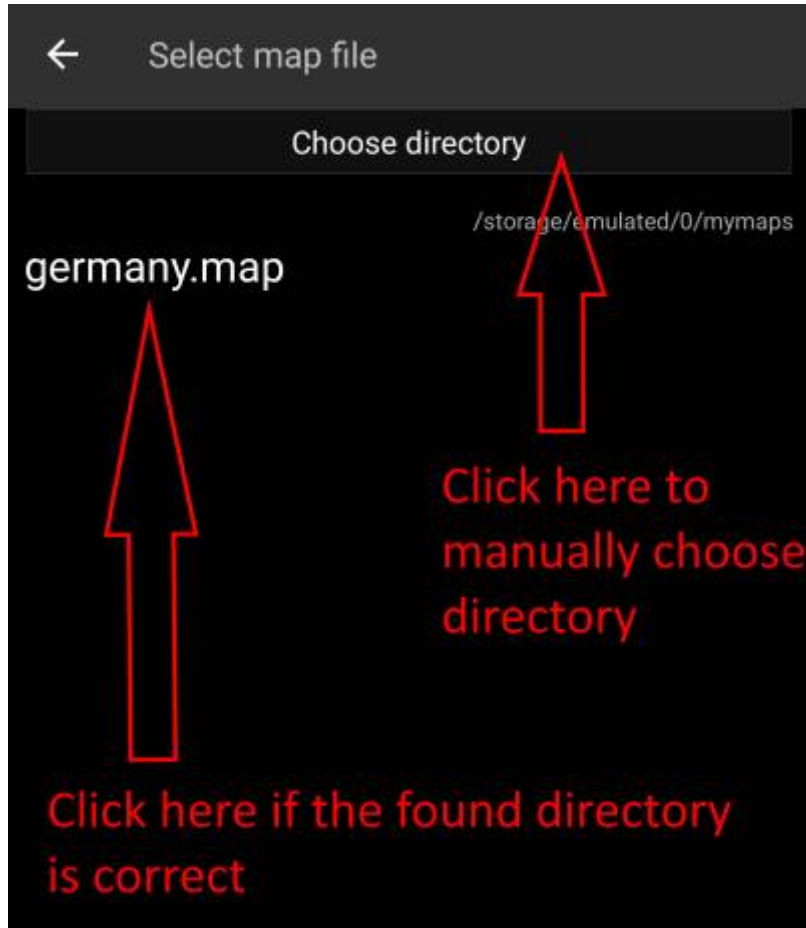 Select map file
Choose directory
/storage/emulated/0/mymaps
germany.map
Click here to
manually choose
directory
Click here if the found directory
is correct